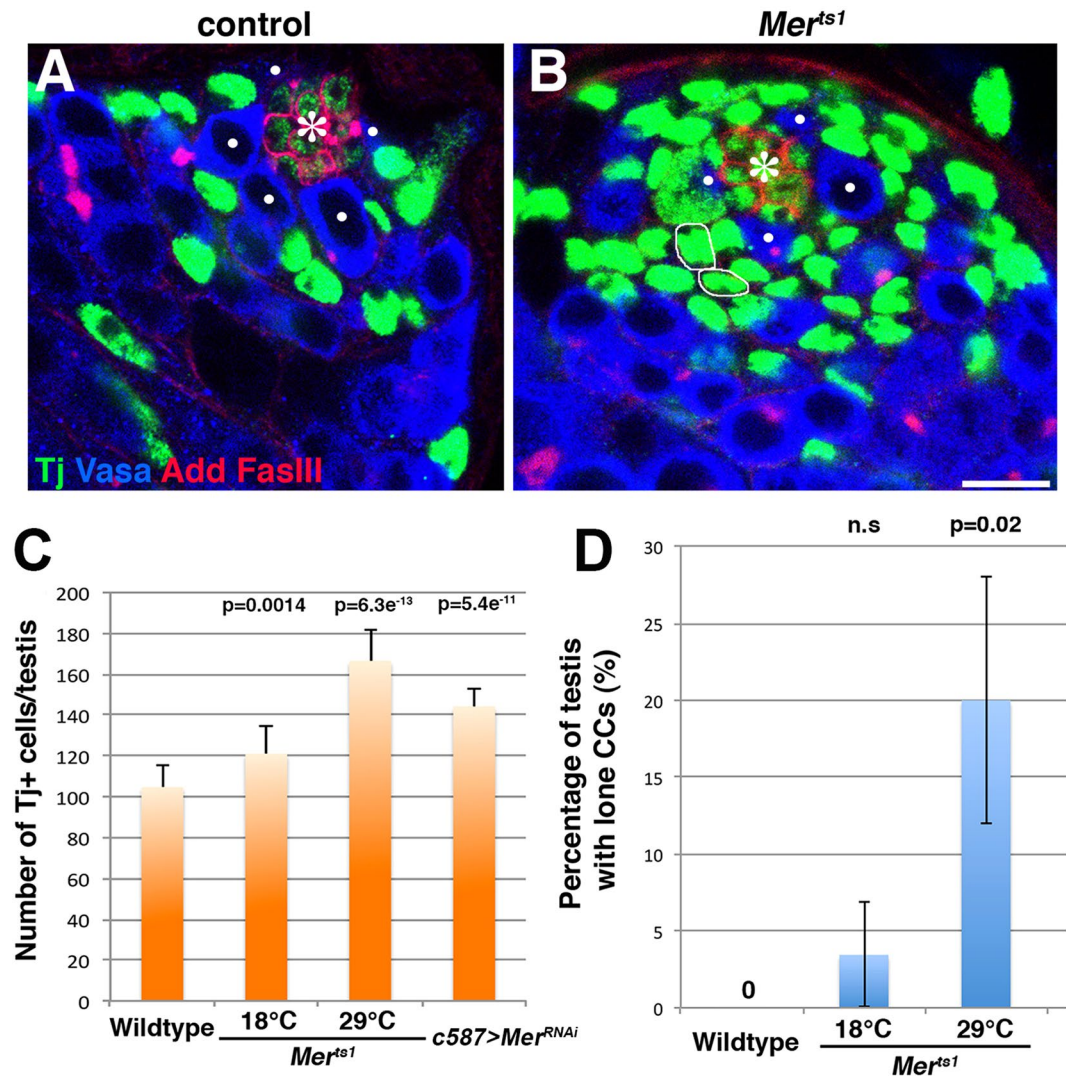 control
Mer^ts1
A
B
*
*
Tj Vasa Add FasIII
C
Number of Tj+ cells/testis
200
180
160
140
120
100
80
60
40
20
0
p=0.0014
p=6.3e^-13
p=5.4e^-11
Wildtype
18°C
29°C
c587>Mer^RNAi
Mer^ts1
D
Percentage of testis
with lone CCs (%)
n.s
p=0.02
30
25
20
15
10
5
0
0
Wildtype
18°C
29°C
Mer^ts1